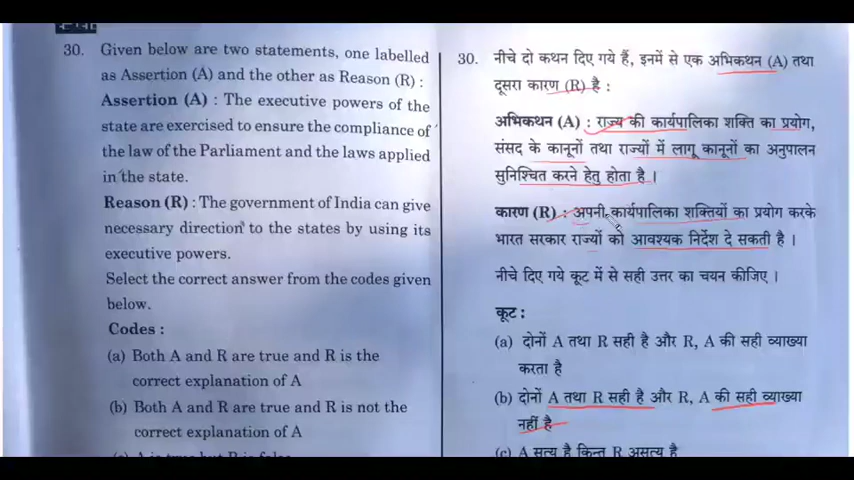 30. Given below are two statements, one labelled
as Assertion (A) and the other as Reason (R) :
Assertion (A) : The executive powers of the
state are exercised to ensure the compliance of
the law of the Parliament and the laws applied
in the state.
Reason (R) : The government of India can give
necessary direction to the states by using its
executive powers.
Select the correct answer from the codes given
below.
Codes :
(a) Both A and R are true and R is the
correct explanation of A
(b) Both A and R are true and R is not the
correct explanation of A
(c) A is true but R is false
30. नीचे दो कथन दिए गये हैं, इनमें से एक अभिकथन (A) तथा
दूसरा कारण (R) है :
अभिकथन (A) : राज्य की कार्यपालिका शक्ति का प्रयोग,
संसद के कानूनों तथा राज्यों में लागू कानूनों का अनुपालन
सुनिश्चित करने हेतु होता है ।
कारण (R) : अपनी कार्यपालिका शक्तियों का प्रयोग करके
भारत सरकार राज्यों को आवश्यक निर्देश दे सकती है ।
नीचे दिए गये कूट में से सही उत्तर का चयन कीजिए ।
कूट :
(a) दोनों A तथा R सही है और R, A की सही व्याख्या
करता है
(b) दोनों A तथा R सही है और R, A की सही व्याख्या
नहीं है
(c) A सत्य है किन्तु R असत्य है